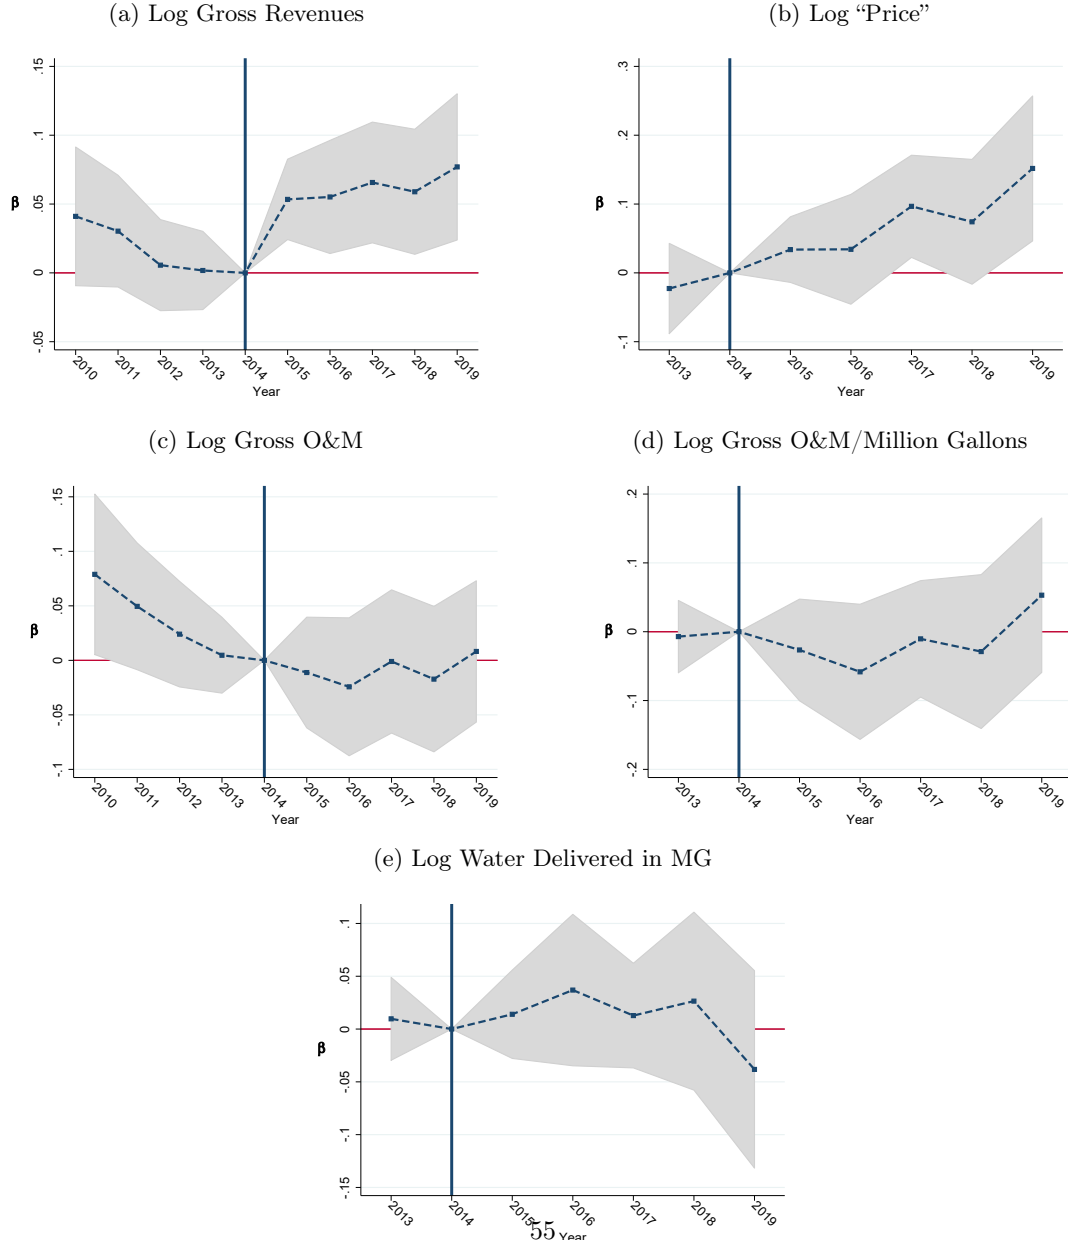 (a) Log Gross Revenues
.15
.1
.05
0
-.05
β
2010 2011 2012 2013 2014 2015 2016 2017 2018 2019
Year
(b) Log “Price”
.3
.2
.1
0
-.1
β
2013 2014 2015 2016 2017 2018 2019
Year
(c) Log Gross O&M
.15
.1
.05
0
-.05
-.1
β
2010 2011 2012 2013 2014 2015 2016 2017 2018 2019
Year
(d) Log Gross O&M/Million Gallons
.2
.1
0
-.1
-.2
β
2013 2014 2015 2016 2017 2018 2019
Year
(e) Log Water Delivered in MG
.1
.05
0
-.05
-.1
-.15
β
2013 2014 2015 2016 2017 2018 2019
Year
55